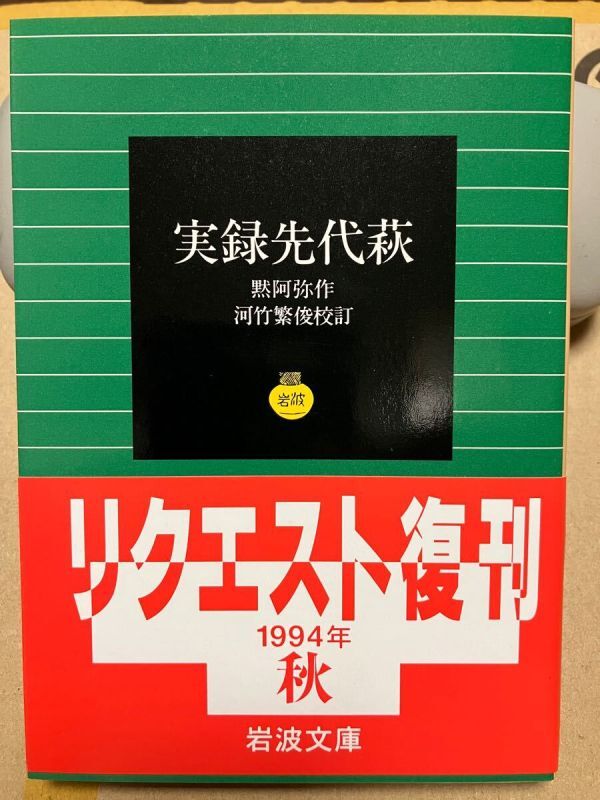 実録先代萩
黙阿弥作
河竹繁俊校訂
岩波
リクエスト復刊
1994年
秋
岩波文庫